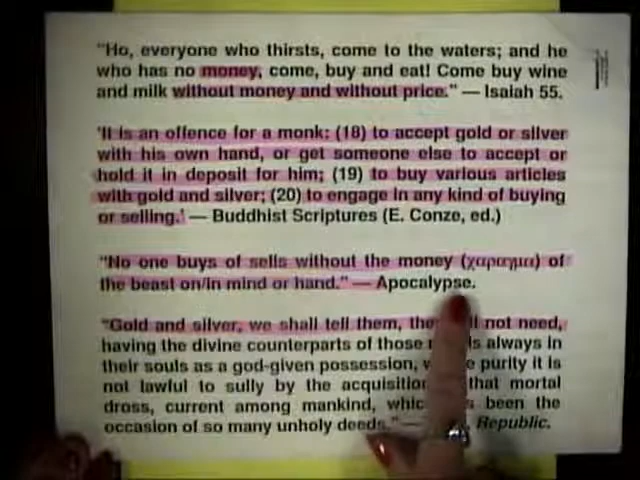 "Ho, everyone who thirsts, come to the waters; and he
who has no money, come, buy and eat! Come buy wine
and milk without money and without price." — Isaiah 55.
'It is an offence for a monk: (18) to accept gold or silver
with his own hand, or get someone else to accept or
hold it in deposit for him; (19) to buy various articles
with gold and silver; (20) to engage in any kind of buying
or selling.' — Buddhist Scriptures (E. Conze, ed.)
"No one buys of sells without the money (χαραγμα) of
the beast on/in mind or hand." — Apocalypse.
"Gold and silver, we shall tell them, not need,
having the divine counterparts of those always in
their souls as a god-given possession, purity it is
not lawful to sully by the acquisition that mortal
dross, current among mankind, been the
occasion of so many unholy deeds." — Republic.